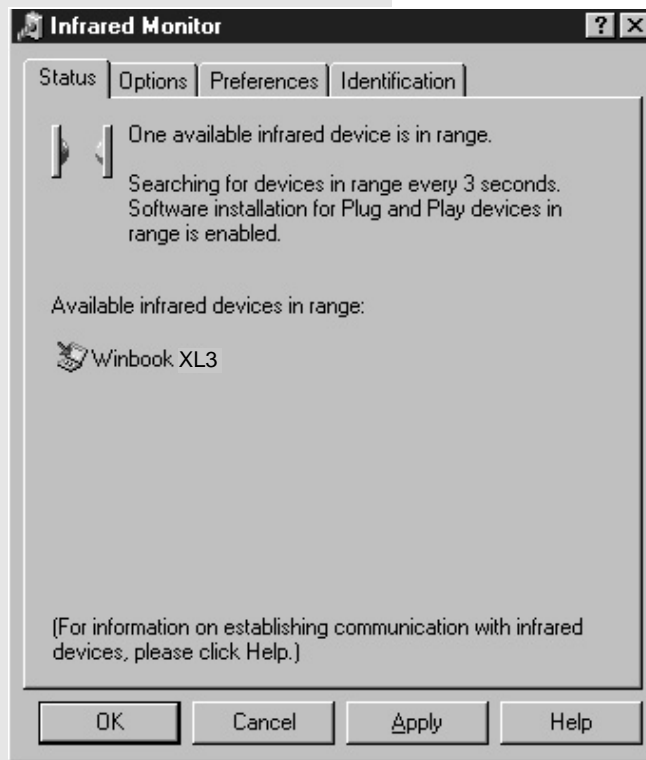 Infrared Monitor
Status Options Preferences Identification
One available infrared device is in range.
Searching for devices in range every 3 seconds.
Software installation for Plug and Play devices in
range is enabled.
Available infrared devices in range:
Winbook XL3
(For information on establishing communication with infrared
devices, please click Help.)
OK Cancel Apply Help